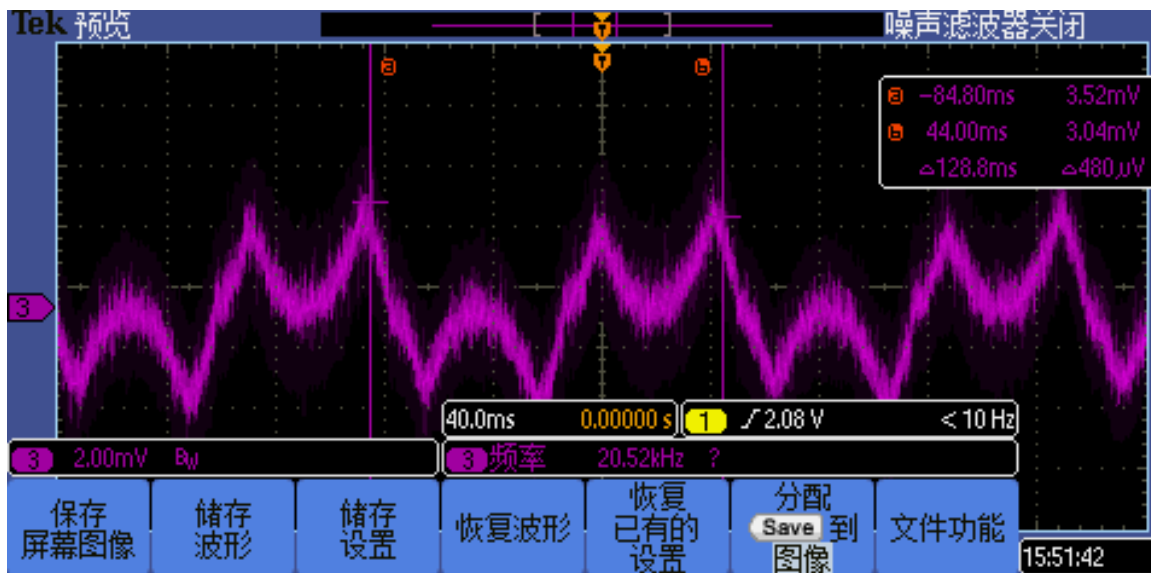 Tek 预览 噪声滤波器关闭
a b
a -84.80ms 3.52mV
b 44.00ms 3.04mV
△128.8ms △480μV
3
40.0ms 0.00000 s 1 ∫ 2.08 V < 10 Hz
3 2.00mV BW 3 频率 20.52kHz ?
保存
屏幕图像
储存
波形
储存
设置
恢复波形
恢复
已有的
设置
分配
Save 到
图像
文件功能
15:51:42